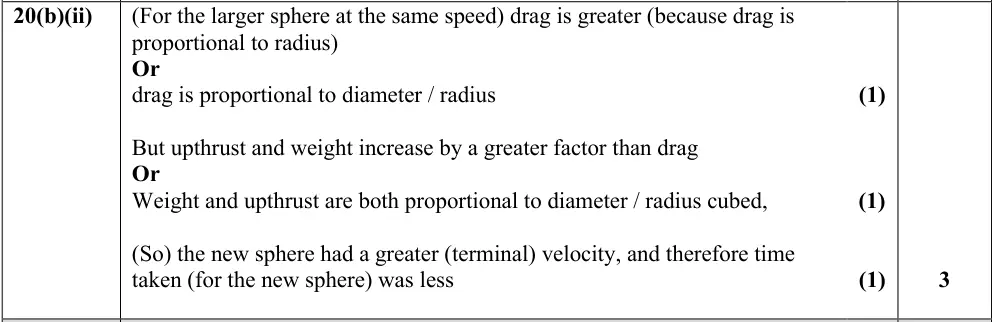 20(b)(ii) (For the larger sphere at the same speed) drag is greater (because drag is
proportional to radius)
Or
drag is proportional to diameter / radius (1)
But upthrust and weight increase by a greater factor than drag
Or
Weight and upthrust are both proportional to diameter / radius cubed, (1)
(So) the new sphere had a greater (terminal) velocity, and therefore time
taken (for the new sphere) was less (1) 3